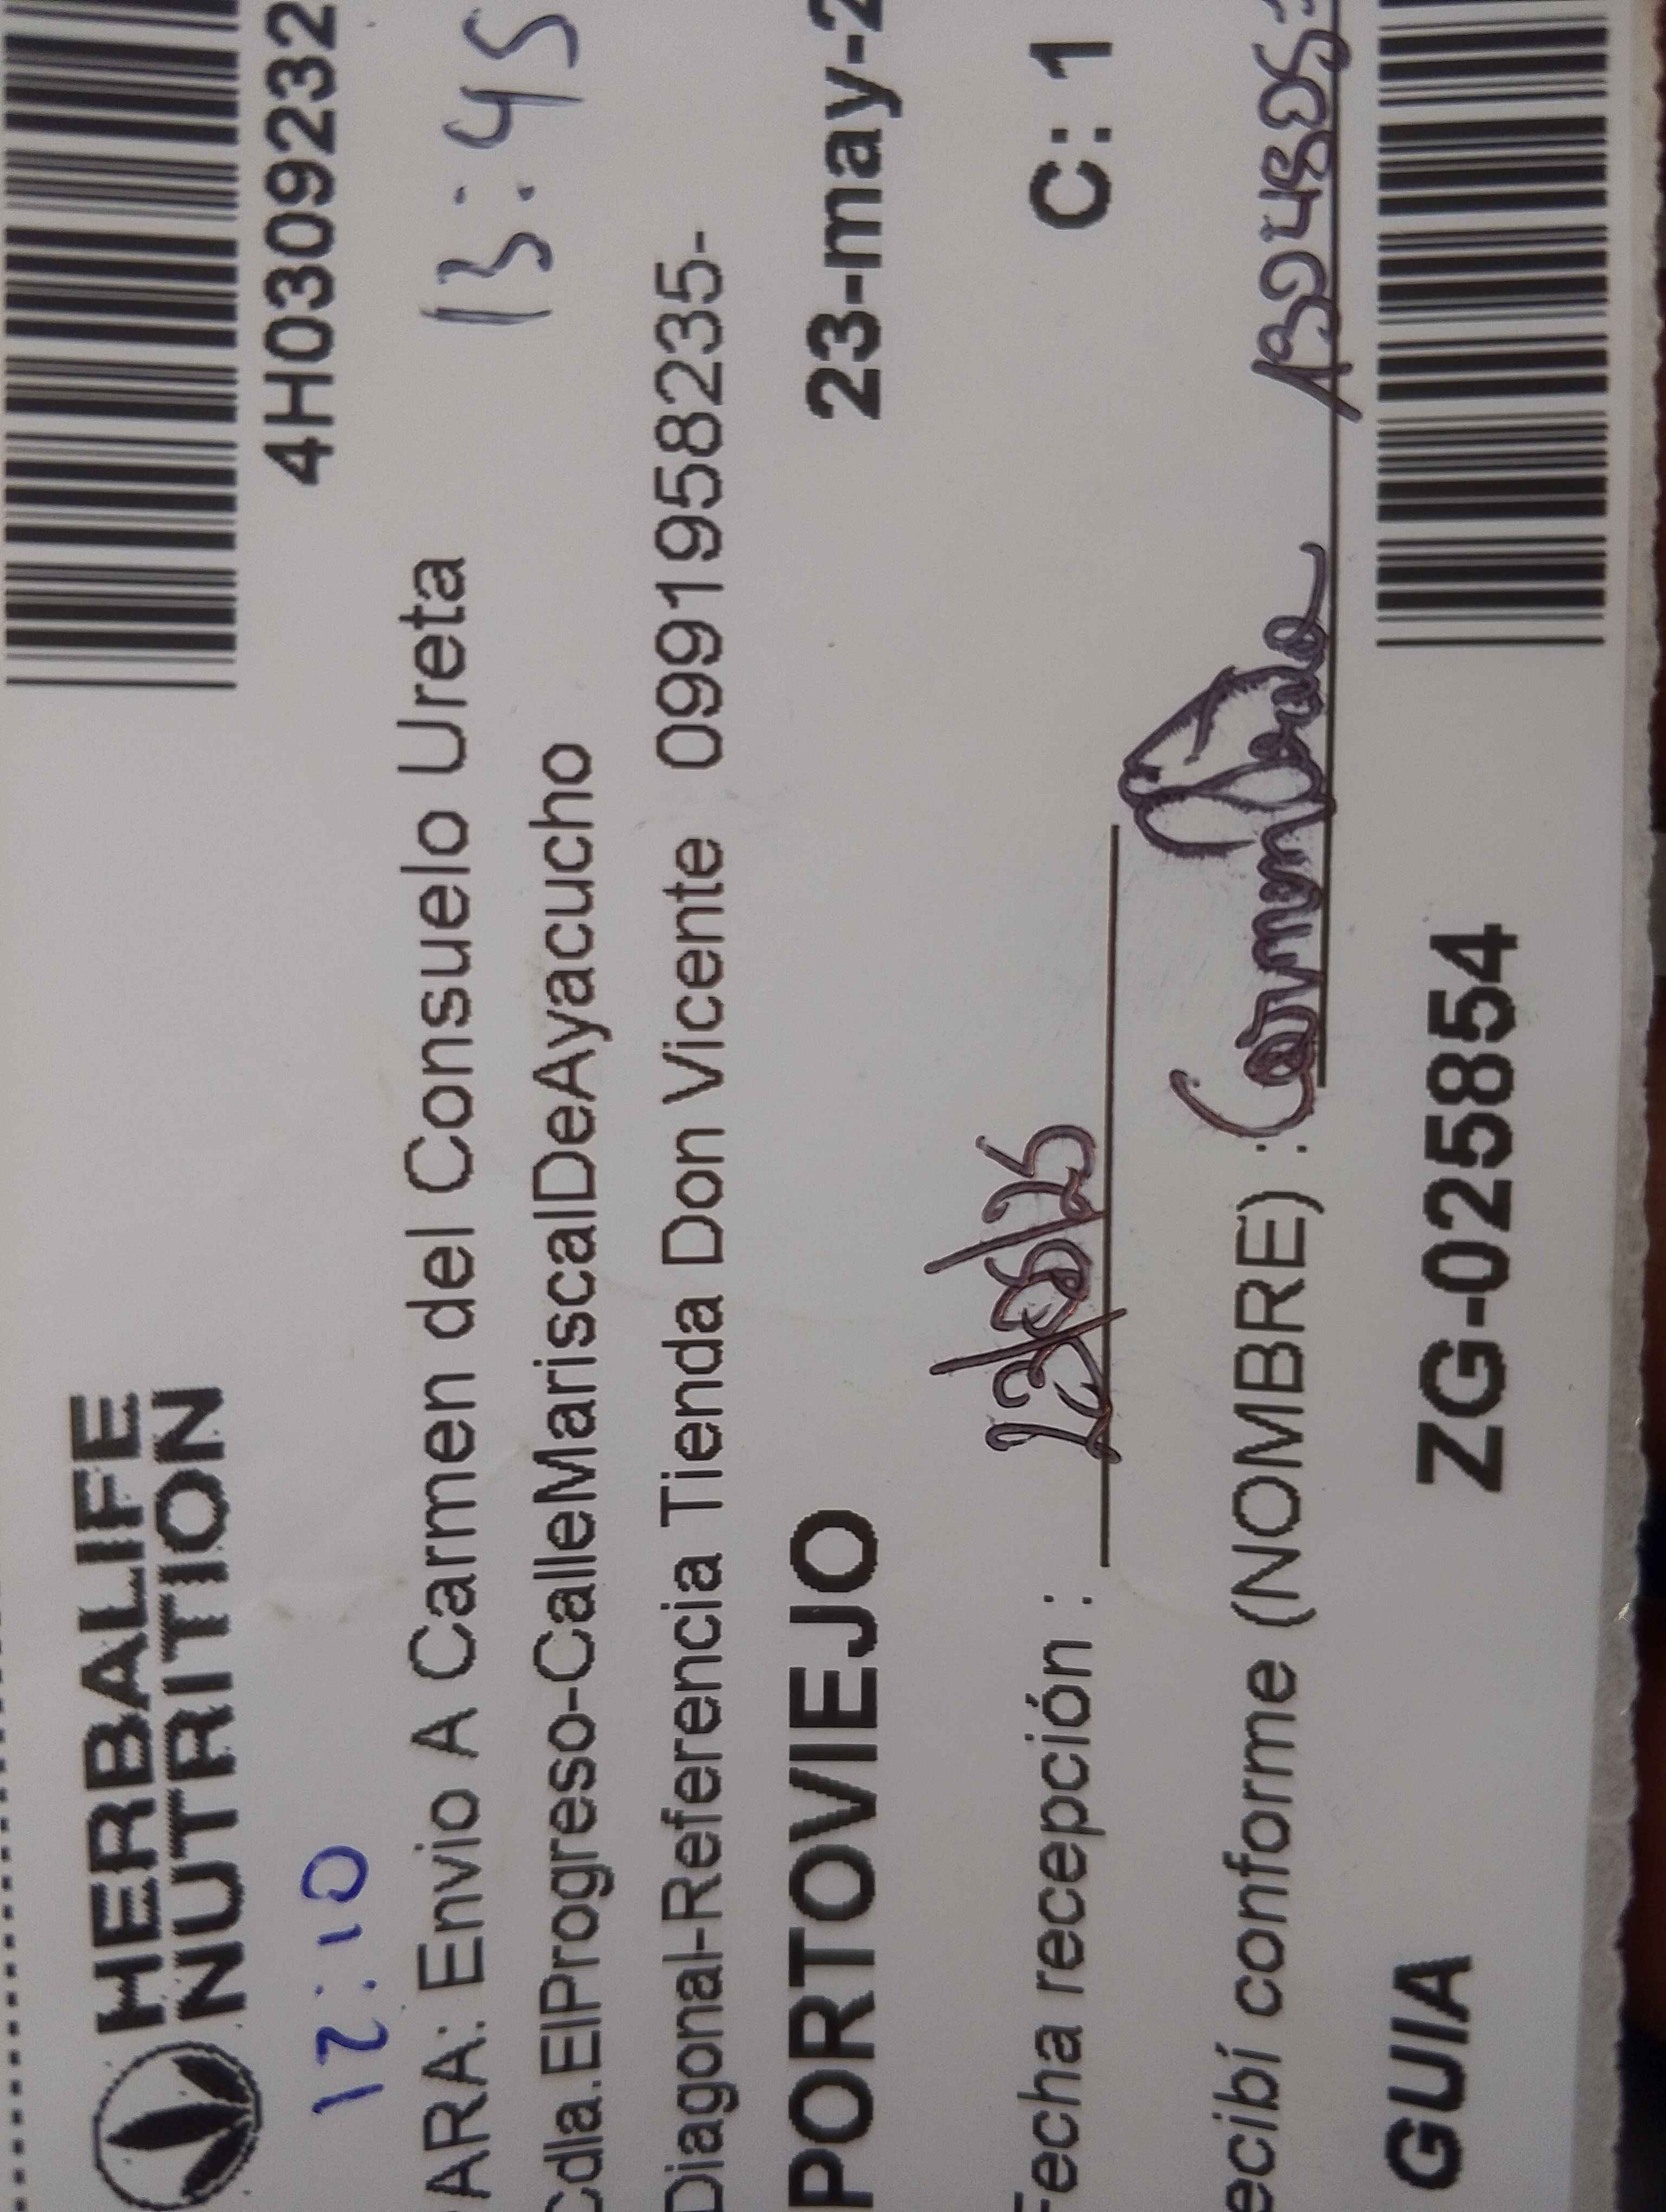 HERBALIFE
NUTRITION
4H0309232
12:10
13:45
ARA: Envio A Carmen del Consuelo Ureta
Cdla.ElProgreso-CalleMariscalDeAyacucho
Diagonal-Referencia Tienda Don Vicente 0991958235-
PORTOVIEJO
23-may-2
Fecha recepción :
C: 1
ecibí conforme (NOMBRE) : Carmen
GUIA
ZG-025854